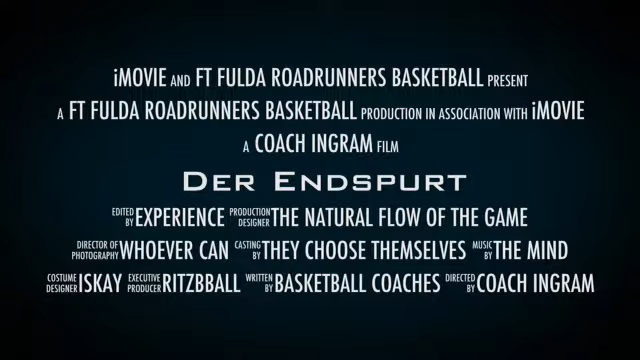 iMOVIE AND FT FULDA ROADRUNNERS BASKETBALL PRESENT
A FT FULDA ROADRUNNERS BASKETBALL PRODUCTION IN ASSOCIATION WITH iMOVIE
A COACH INGRAM FILM
DER ENDSPURT
EDITED BY EXPERIENCE PRODUCTION DESIGNER THE NATURAL FLOW OF THE GAME
DIRECTOR OF PHOTOGRAPHY WHOEVER CAN CASTING BY THEY CHOOSE THEMSELVES MUSIC BY THE MIND
COSTUME DESIGNER ISKAY EXECUTIVE PRODUCER RITZBBALL WRITTEN BY BASKETBALL COACHES DIRECTED BY COACH INGRAM